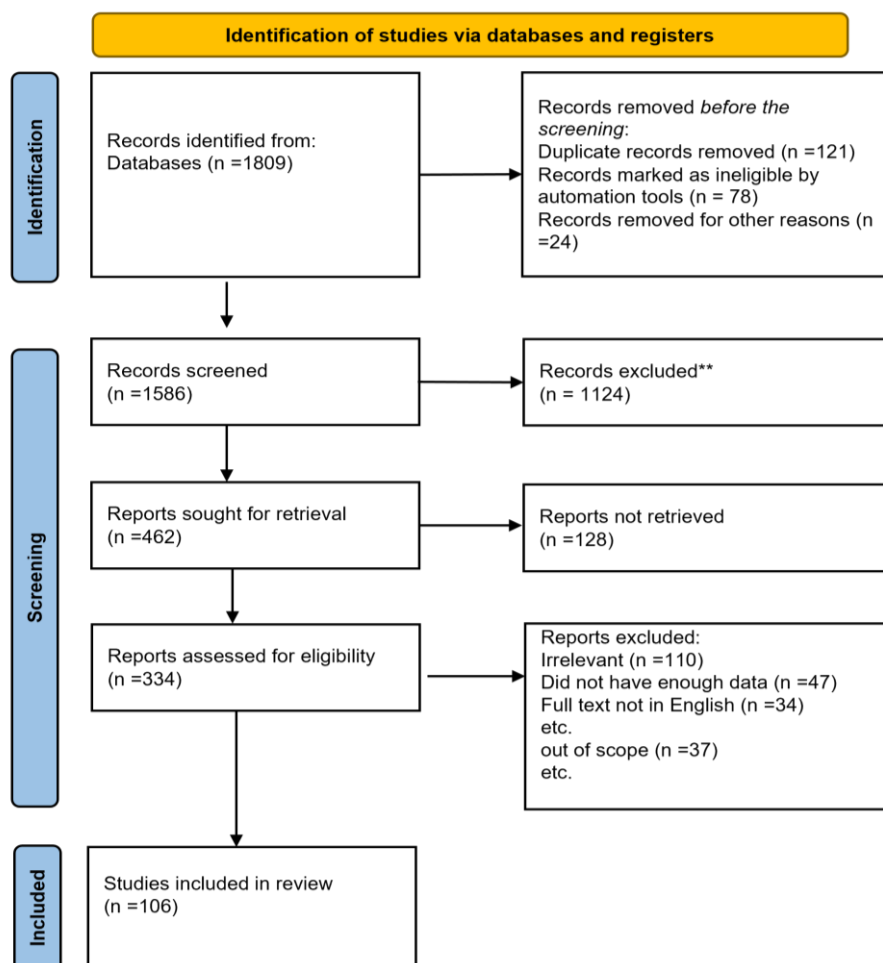 Identification of studies via databases and registers
Identification
Records identified from:
Databases (n =1809)
Records removed before the
screening:
Duplicate records removed (n =121)
Records marked as ineligible by
automation tools (n = 78)
Records removed for other reasons (n
=24)
Screening
Records screened
(n =1586)
Records excluded**
(n = 1124)
Reports sought for retrieval
(n =462)
Reports not retrieved
(n =128)
Reports assessed for eligibility
(n =334)
Reports excluded:
Irrelevant (n =110)
Did not have enough data (n =47)
Full text not in English (n =34)
etc.
out of scope (n =37)
etc.
Included
Studies included in review
(n =106)